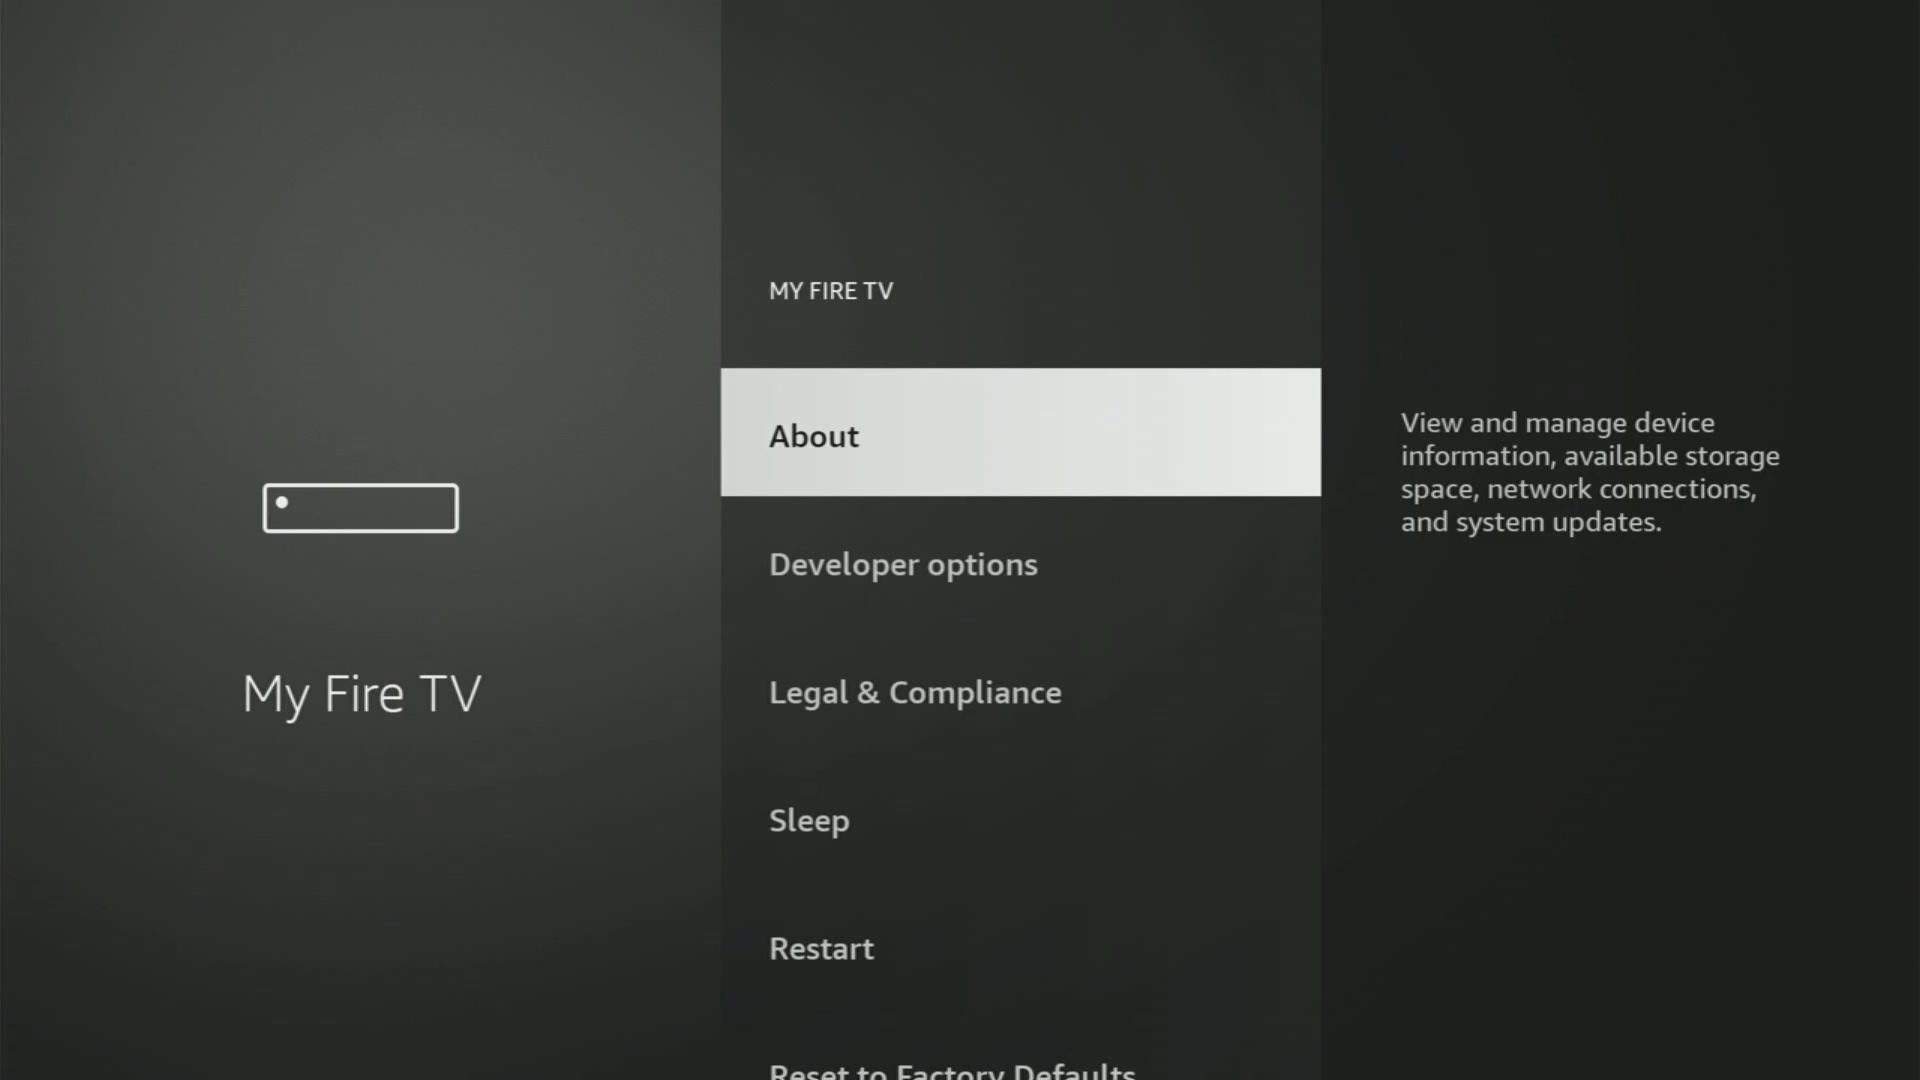 MY FIRE TV
About
Developer options
Legal & Compliance
Sleep
Restart
Reset to Factory Defaults
My Fire TV
View and manage device
information, available storage
space, network connections,
and system updates.